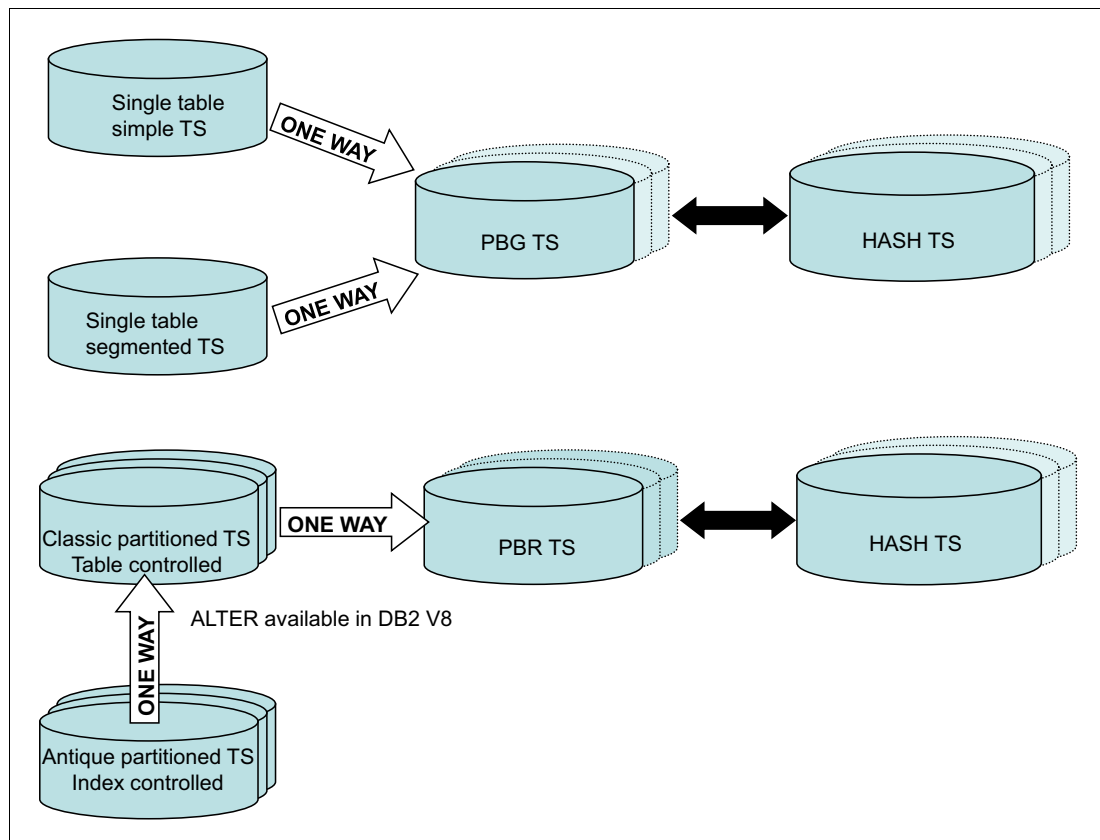 Single table
simple TS
ONE WAY
PBG TS
HASH TS
Single table
segmented TS
ONE WAY
Classic partitioned TS
Table controlled
ONE WAY
PBR TS
HASH TS
ONE WAY
ALTER available in DB2 V8
Antique partitioned TS
Index controlled